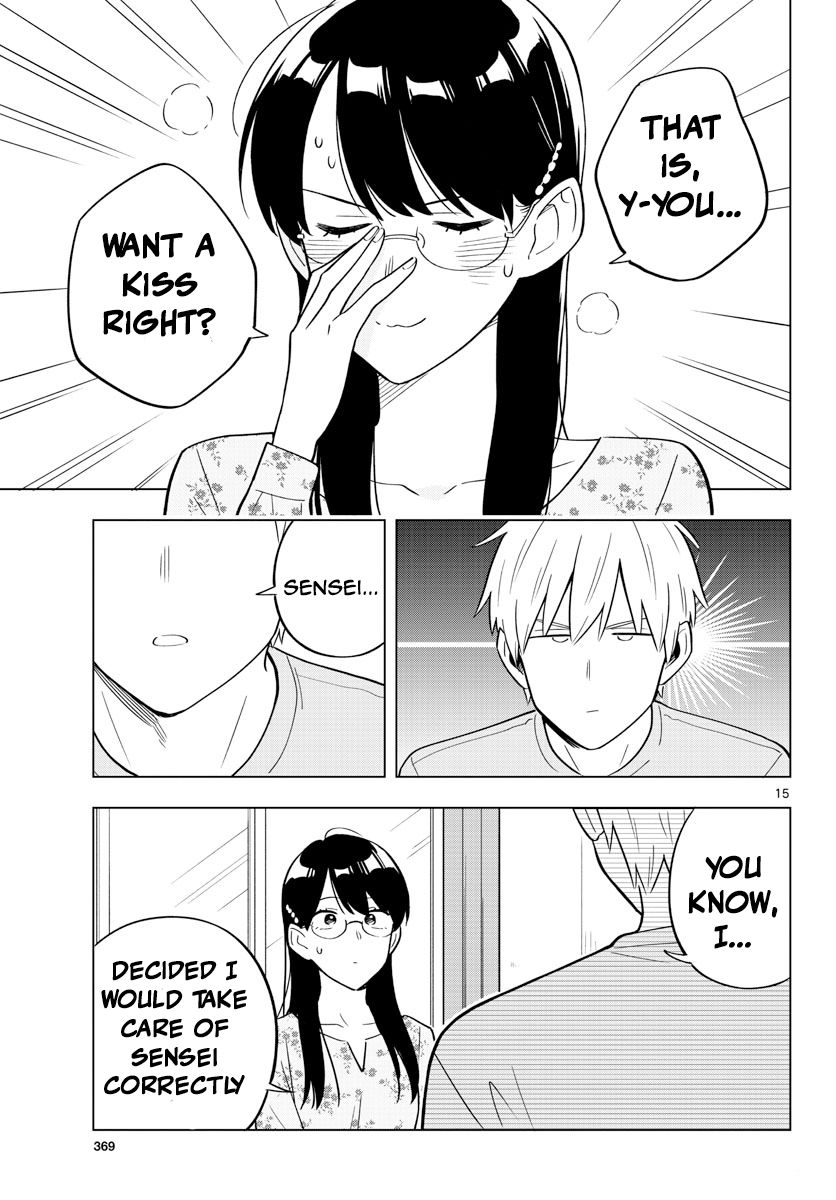 THAT
IS,
Y-YOU...
WANT A
KISS
RIGHT?
SENSEI...
15
YOU
KNOW,
I...
DECIDED I
WOULD TAKE
CARE OF
SENSEI
CORRECTLY
369